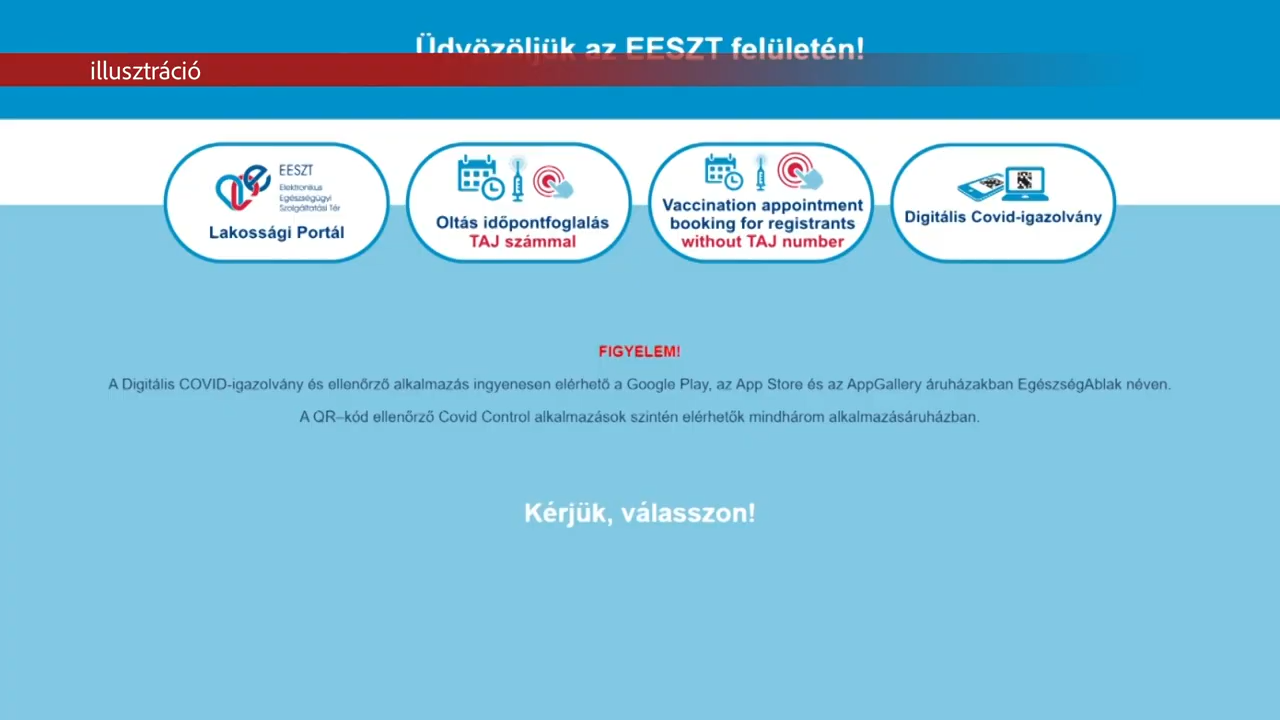 Üdvözöljük az EESZT felületén!
illusztráció
EESZT
Elektronikus
Egészségügyi
Szolgáltatási Tér
Lakossági Portál
Oltás időpontfoglalás
TAJ számmal
Vaccination appointment
booking for registrants
without TAJ number
Digitális Covid-igazolvány
FIGYELEM!
A Digitális COVID-igazolvány és ellenőrző alkalmazás ingyenesen elérhető a Google Play, az App Store és az AppGallery áruházakban EgészségAblak néven.
A QR–kód ellenőrző Covid Control alkalmazások szintén elérhetők mindhárom alkalmazásáruházban.
Kérjük, válasszon!